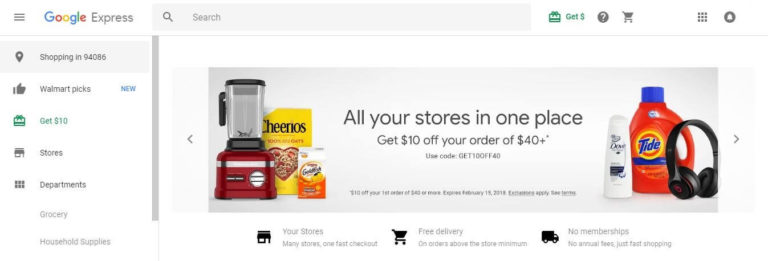 Google Express
Search
Get $
Shopping in 94086
Walmart picks NEW
Get $10
Stores
Departments
Grocery
Household Supplies
Cheerios
Goldfish
All your stores in one place
Get $10 off your order of $40+*
Use code: GET10OFF40
*$10 off your 1st order of $40 or more. Expires February 15, 2018. Exclusions apply. See terms.
Dove
Tide
Your Stores
Many stores, one fast checkout
Free delivery
On orders above the store minimum
No memberships
No annual fees, just fast shopping